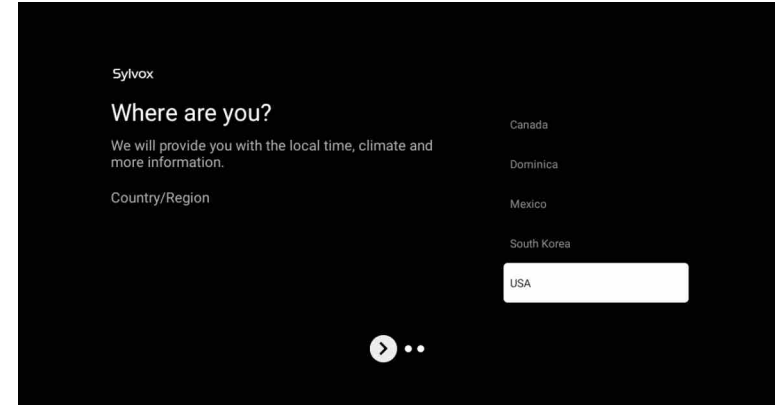 Sylvox
Where are you?
We will provide you with the local time, climate and
more information.
Country/Region
Canada
Dominica
Mexico
South Korea
USA